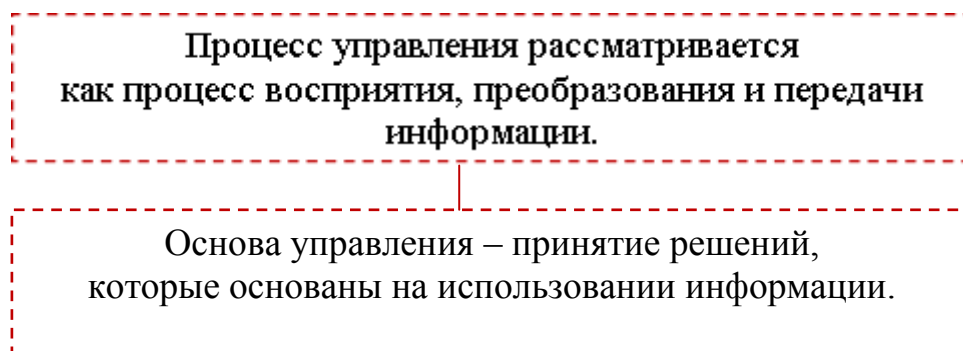 Процесс управления рассматривается
как процесс восприятия, преобразования и передачи
информации.
Основа управления – принятие решений,
которые основаны на использовании информации.